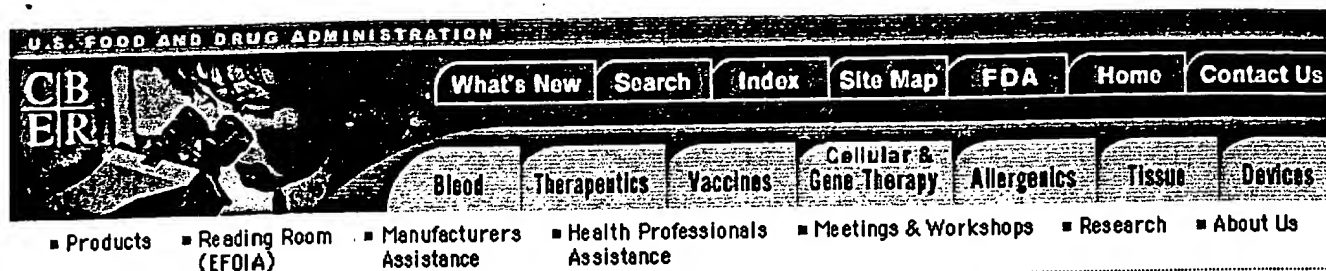 U.S. FOOD AND DRUG ADMINISTRATION
CB
ER
What's New Search Index Site Map FDA Home Contact Us
Blood Therapeutics Vaccines Cellular & Gene Therapy Allergenics Tissue Devices
▪ Products ▪ Reading Room (EFOIA) ▪ Manufacturers Assistance ▪ Health Professionals Assistance ▪ Meetings & Workshops ▪ Research ▪ About Us